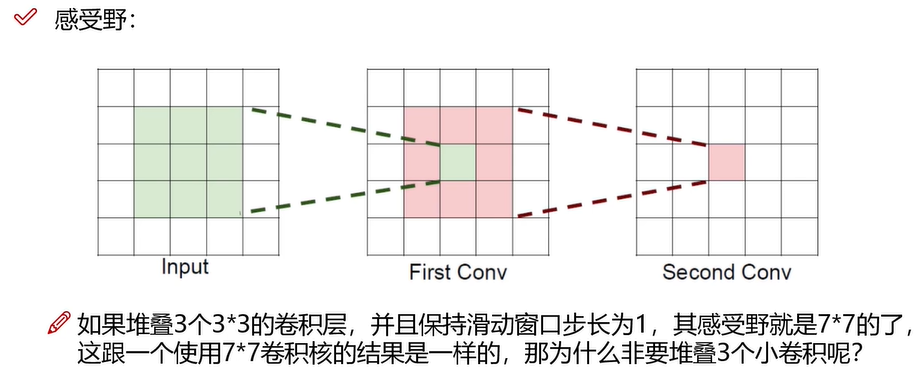 感受野：
Input
First Conv
Second Conv
如果堆叠3个3*3的卷积层，并且保持滑动窗口步长为1，其感受野就是7*7的了，
这跟一个使用7*7卷积核的结果是一样的，那为什么非要堆叠3个小卷积呢？